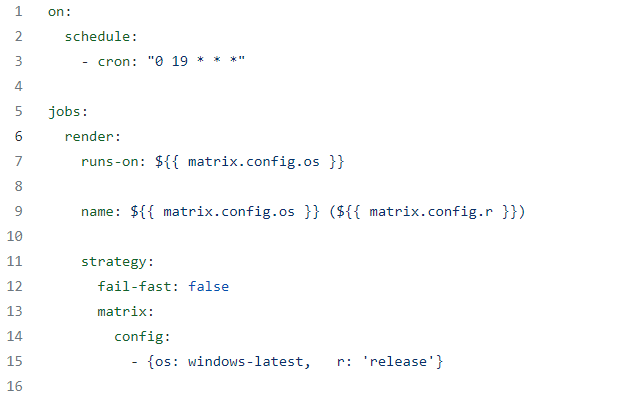 1 on:
2   schedule:
3     - cron: "0 19 * * *"
4
5 jobs:
6   render:
7     runs-on: ${{ matrix.config.os }}
8
9     name: ${{ matrix.config.os }} (${{ matrix.config.r }})
10
11     strategy:
12       fail-fast: false
13       matrix:
14         config:
15           - {os: windows-latest,   r: 'release'}
16